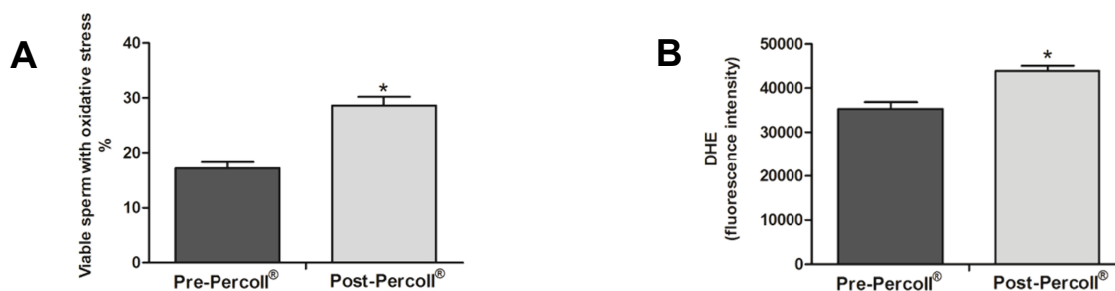 A
Viable sperm with oxidative stress
%
40
30
20
10
0
*
Pre-Percoll®
Post-Percoll®
B
DHE
(fluorescence intensity)
50000
40000
30000
20000
10000
0
*
Pre-Percoll®
Post-Percoll®